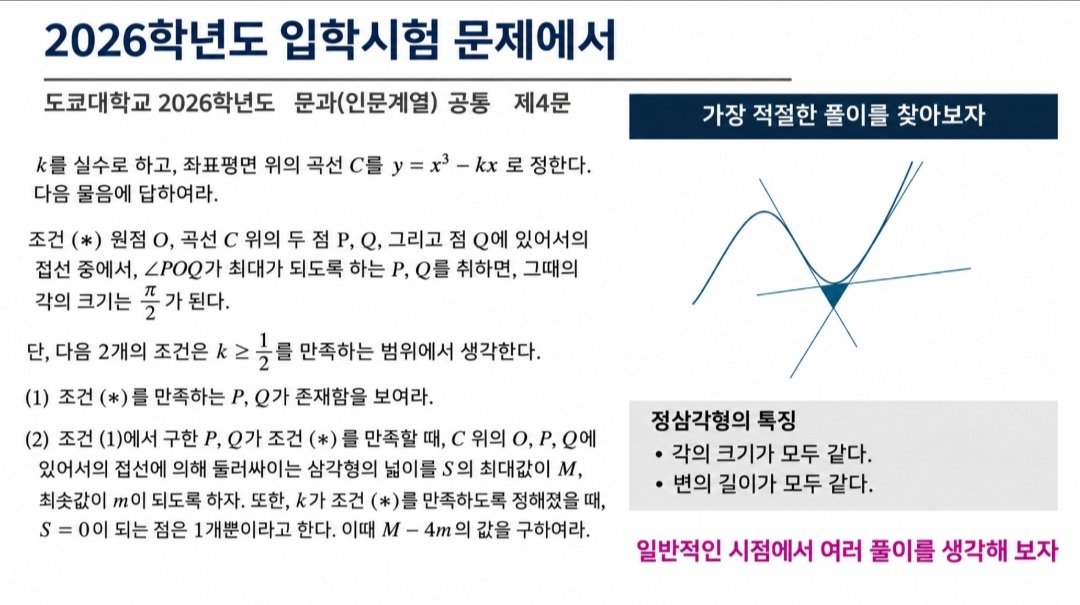 2026학년도 입학시험 문제에서
도쿄대학교 2026학년도 문과(인문계열) 공통 제4문
k를 실수로 하고, 좌표평면 위의 곡선 C를 y = x³ − kx 로 정한다.
다음 물음에 답하여라.
조건 (∗) 원점 O, 곡선 C 위의 두 점 P, Q, 그리고 점 Q에 있어서의
접선 중에서, ∠POQ가 최대가 되도록 하는 P, Q를 취하면, 그때의
각의 크기는 π/2 가 된다.
단, 다음 2개의 조건은 k ≥ 1/2 를 만족하는 범위에서 생각한다.
(1) 조건 (∗)를 만족하는 P, Q가 존재함을 보여라.
(2) 조건 (1)에서 구한 P, Q가 조건 (∗)를 만족할 때, C 위의 O, P, Q에
있어서의 접선에 의해 둘러싸이는 삼각형의 넓이를 S의 최대값이 M,
최솟값이 m이 되도록 하자. 또한, k가 조건 (∗)를 만족하도록 정해졌을 때,
S = 0이 되는 점은 1개뿐이라고 한다. 이때 M − 4m의 값을 구하여라.
가장 적절한 폴이를 찾아보자
정삼각형의 톡징
• 각의 크기가 모두 같다.
• 변의 길이가 모두 같다.
일반적인 시점에서 여러 풀이를 생각해 보자